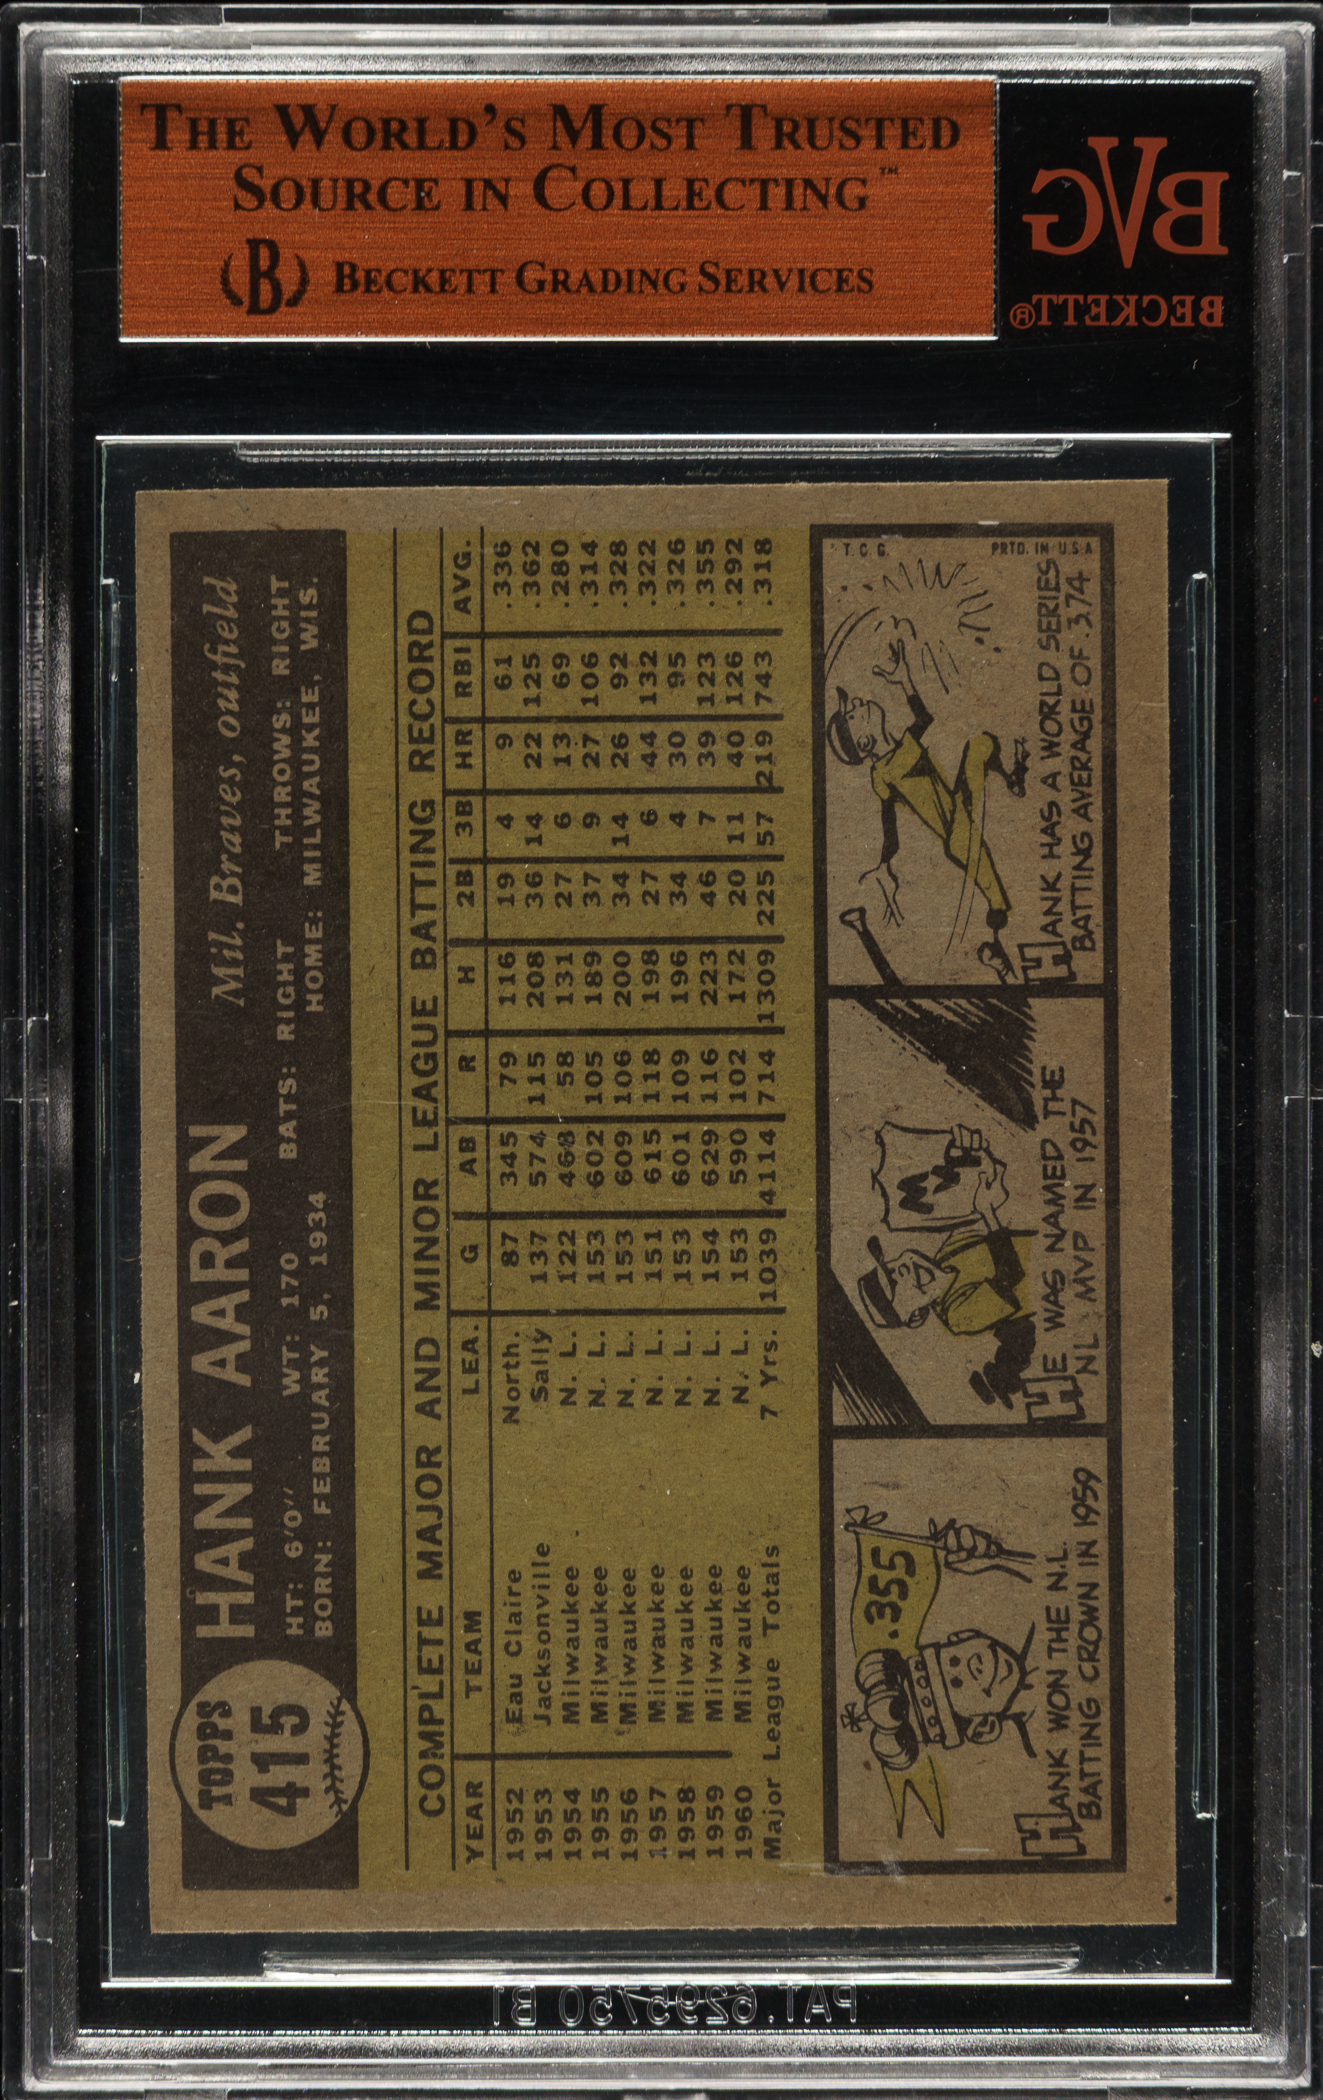 THE WORLD'S MOST TRUSTED
SOURCE IN COLLECTING™
BECKETT GRADING SERVICES
BVG
BECKETT®
TOPPS
415
HANK AARON Mil. Braves, outfield
HT: 6'0" WT: 170 BATS: RIGHT THROWS: RIGHT
BORN: FEBRUARY 5, 1934 HOME: MILWAUKEE, WIS.
COMPLETE MAJOR AND MINOR LEAGUE BATTING RECORD
YEAR TEAM LEA. G AB R H 2B 3B HR RBI AVG.
1952 Eau Claire North. 87 345 79 116 19 4 9 61 .336
1953 Jacksonville Sally 137 574 115 208 36 14 22 125 .362
1954 Milwaukee N. L. 122 468 58 131 27 6 13 69 .280
1955 Milwaukee N. L. 153 602 105 189 37 9 27 106 .314
1956 Milwaukee N. L. 153 609 106 200 34 14 26 92 .328
1957 Milwaukee N. L. 151 615 118 198 27 6 44 132 .322
1958 Milwaukee N. L. 153 601 109 196 34 4 30 95 .326
1959 Milwaukee N. L. 154 629 116 223 46 7 39 123 .355
1960 Milwaukee N. L. 153 590 102 172 20 11 40 126 .292
Major League Totals 7 Yrs. 1039 4114 714 1309 225 57 219 743 .318
.355
HANK WON THE N.L.
BATTING CROWN IN 1959
HE WAS NAMED THE
NL MVP IN 1957
T.C.G. PRTD. IN U.S.A
HANK HAS A WORLD SERIES
BATTING AVERAGE OF .374
PAT. 6295750 B1